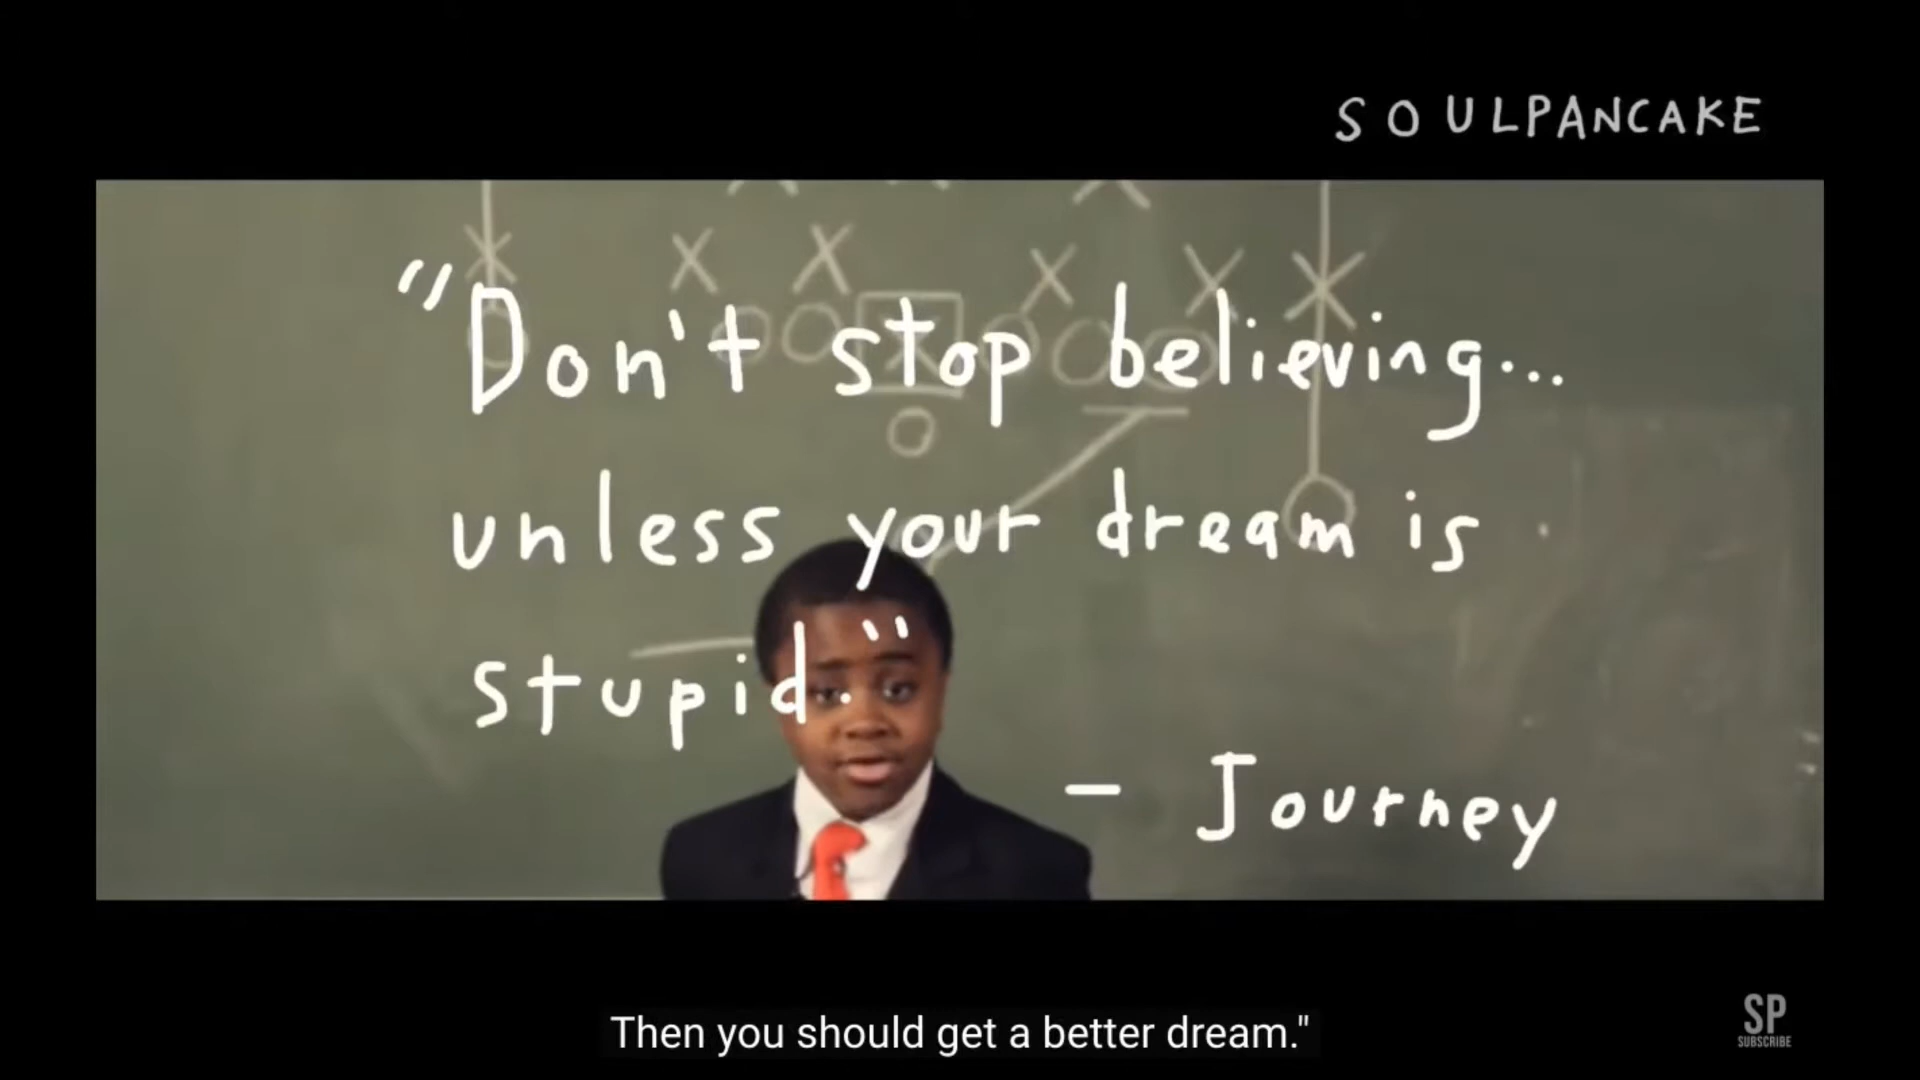 SOULPANCAKE
"Don't stop believing...
unless your dream is
stupid."
- Journey
Then you should get a better dream."
SP
SUBSCRIBE